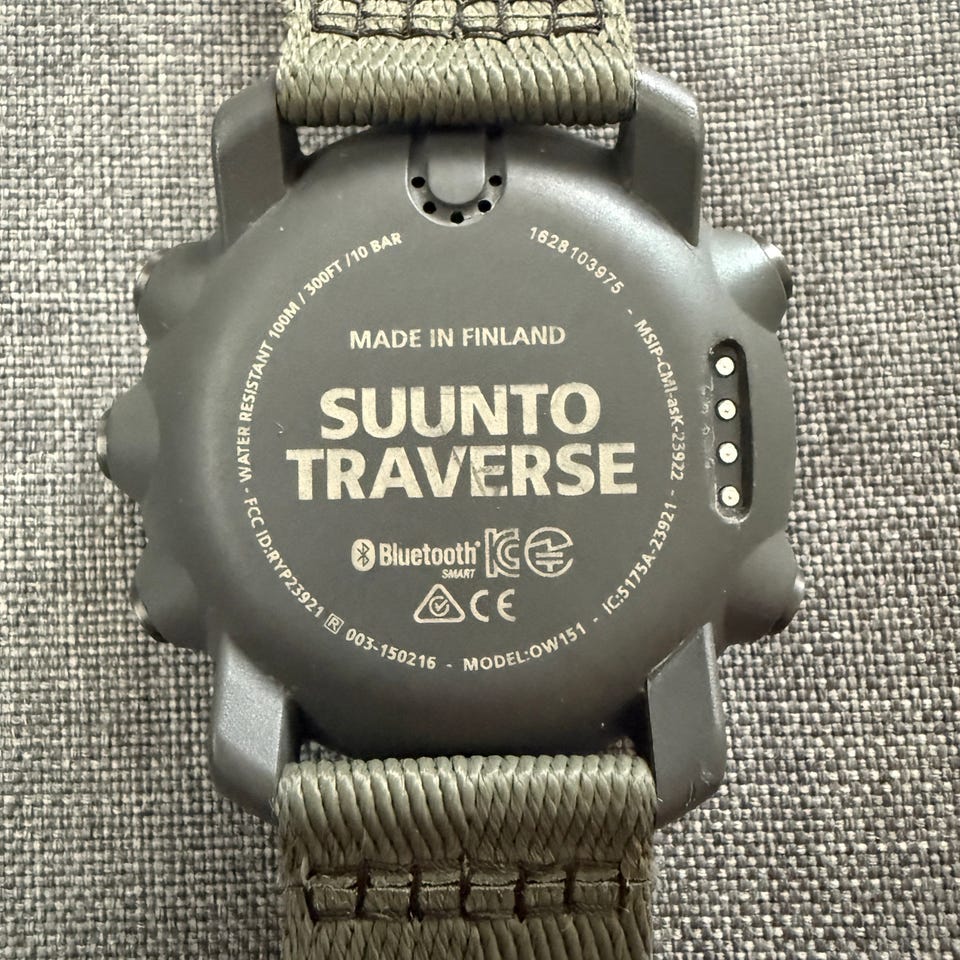 1628103975 - MSIP-CMI-asK-23922 - IC:5175A-23921 - MODEL:OW151 - 003-150216 R FCC ID:RYP23921 - WATER RESISTANT 100M / 300FT / 10 BAR
MADE IN FINLAND
SUUNTO
TRAVERSE
Bluetooth®
SMART
CE